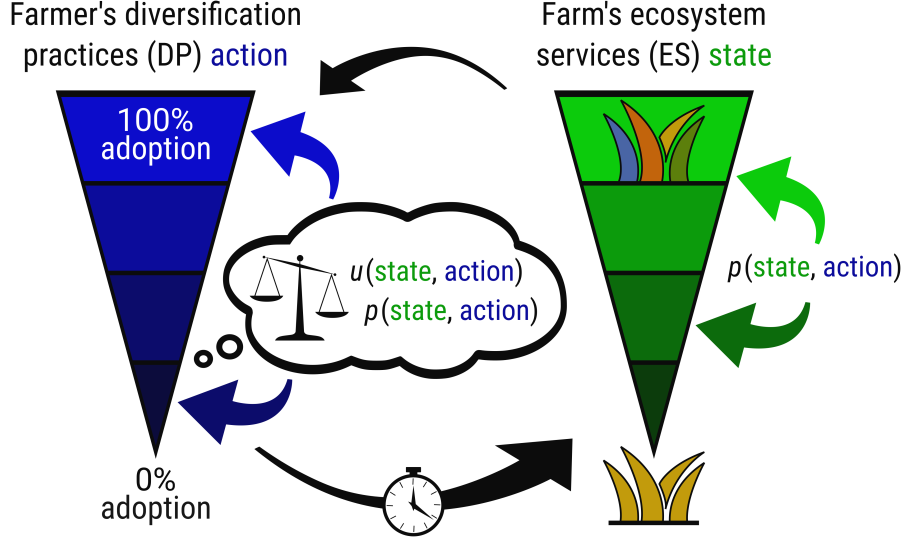 Farmer's diversification
practices (DP) action
Farm's ecosystem
services (ES) state
100%
adoption
u(state, action)
p(state, action)
p(state, action)
0%
adoption